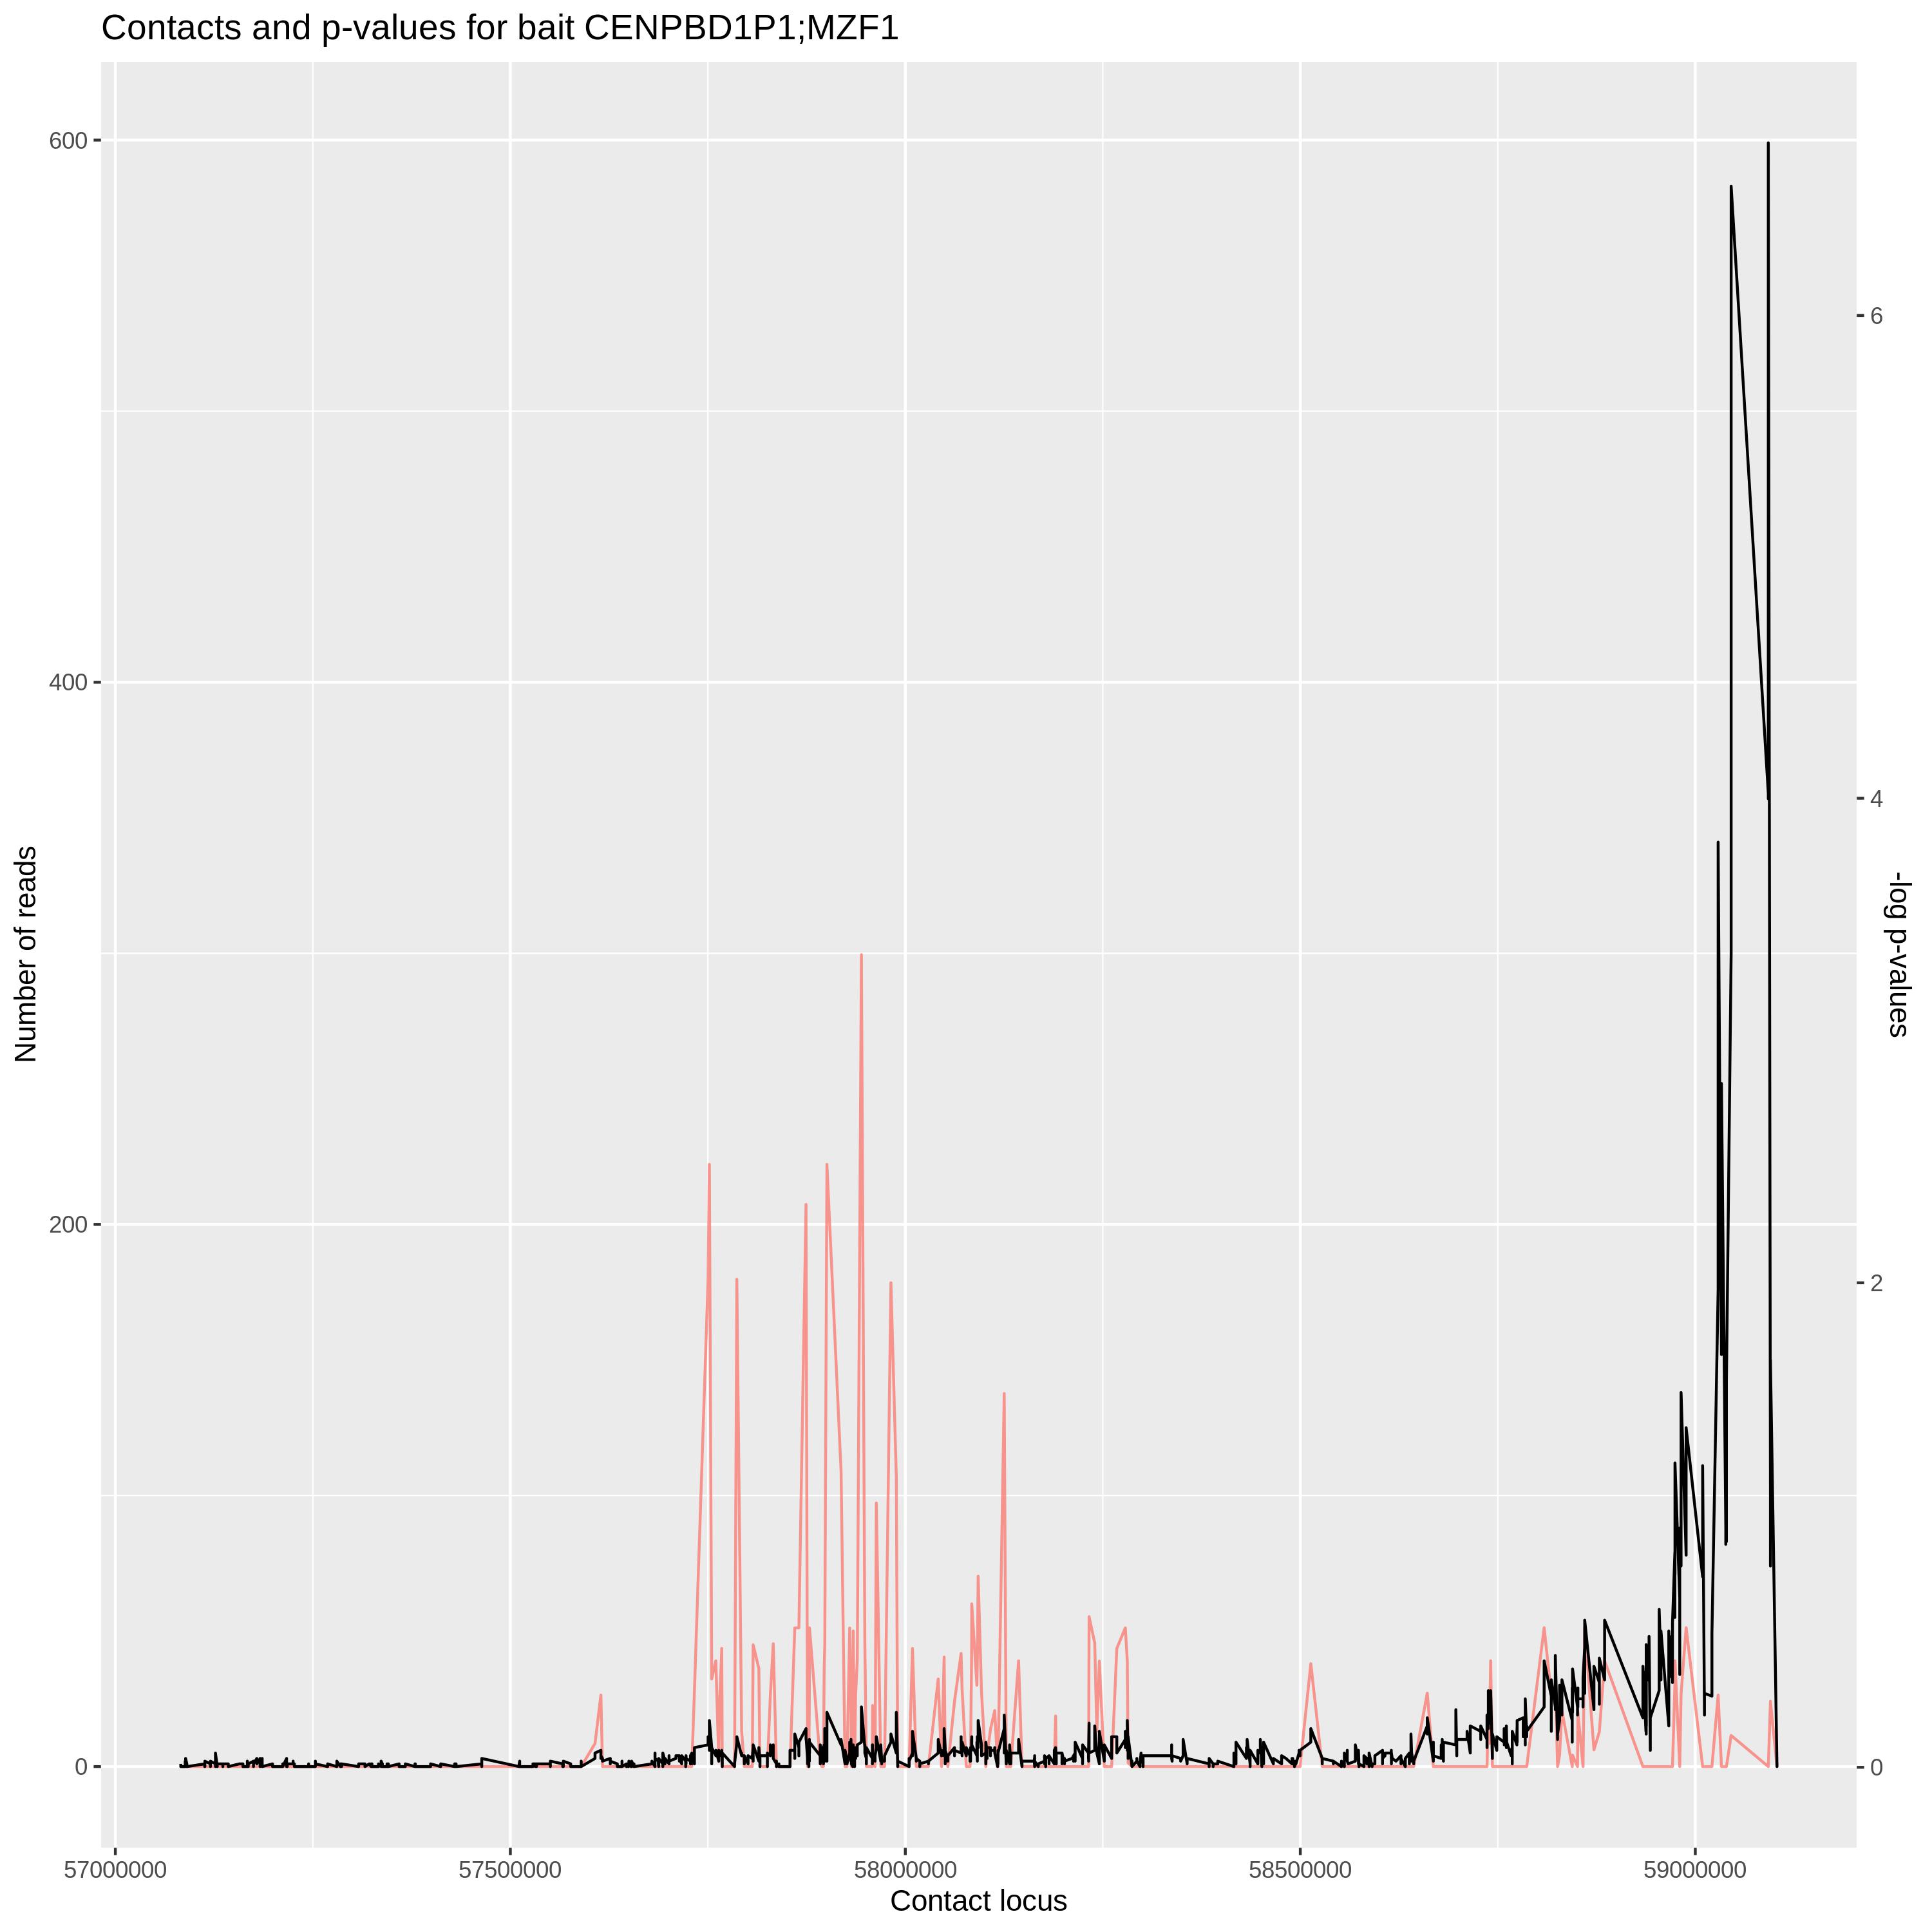 Contacts and p-values for bait CENPBD1P1;MZF1
600
400
200
0
Number of reads
6
4
2
0
-log p-values
57000000 57500000 58000000 58500000 59000000
Contact locus